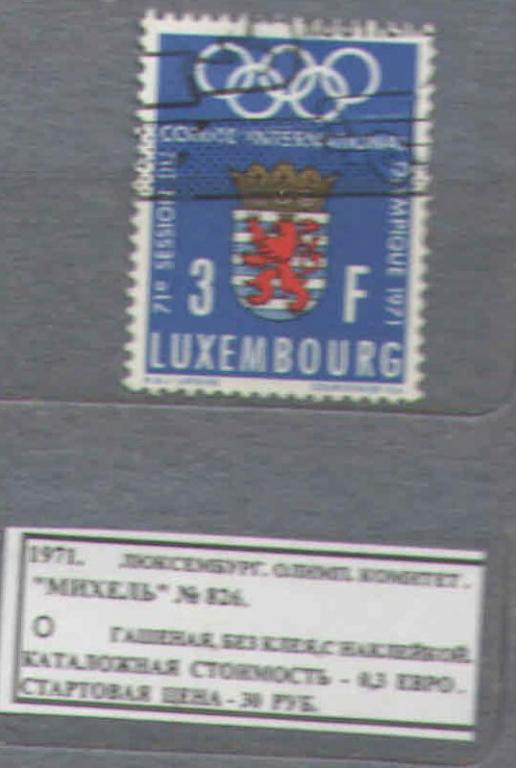 71e SESSION DU COMITÉ INTERNATIONAL OLYMPIQUE 1971
3 F
LUXEMBOURG
1971. ЛЮКСЕМБУРГ. ОЛИМП. КОМИТЕТ.
"МИХЕЛЬ" № 826.
О ГАШЕНАЯ, БЕЗ КЛЕЯ, С НАКЛЕЙКОЙ.
КАТАЛОЖНАЯ СТОИМОСТЬ - 0,3 ЕВРО.
СТАРТОВАЯ ЦЕНА - 30 РУБ.